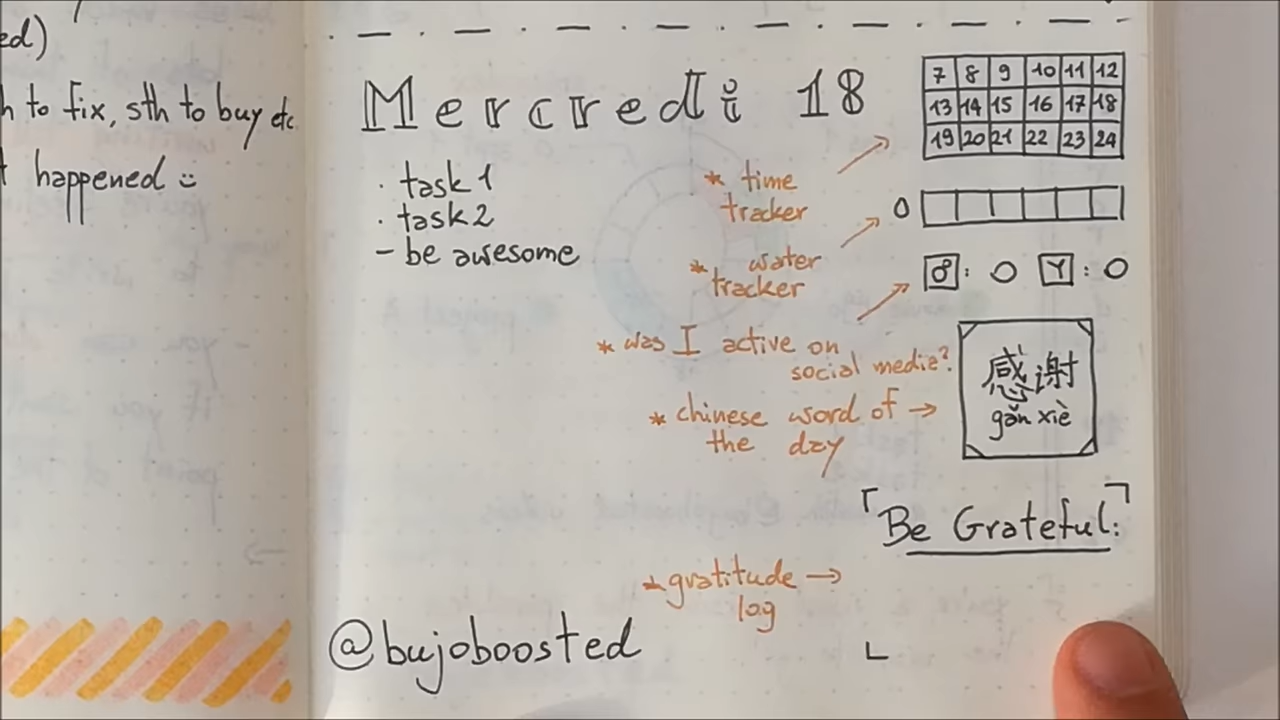 ed)
h to fix, sth to buy etc.
t happened
Mercredi 18
· task 1
· task 2
- be awesome
7 8 9 10 11 12
13 14 15 16 17 18
19 20 21 22 23 24
* time
tracker
0
* water
tracker
* was I active on
social media?
* chinese word of →
the day
感谢
gǎn xiè
Be Grateful:
* gratitude →
log
@bujoboosted